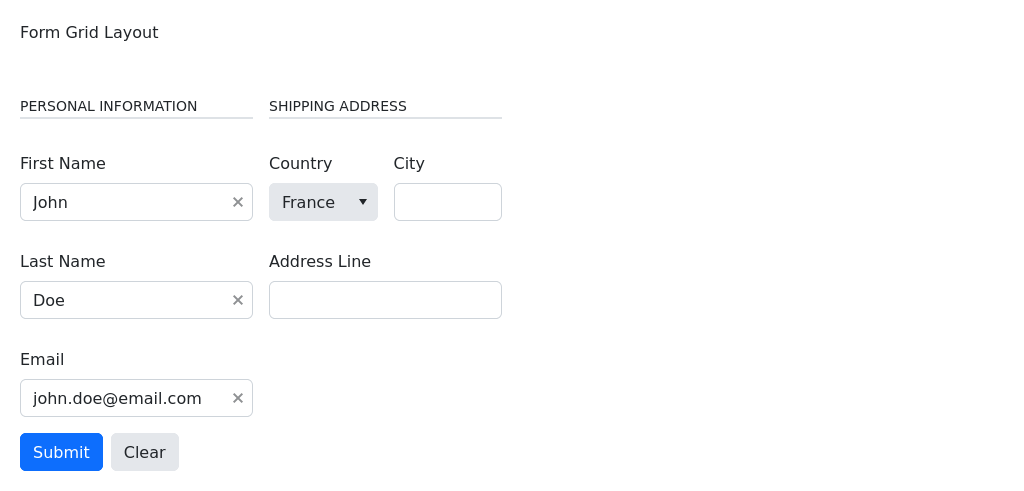 Form Grid Layout
PERSONAL INFORMATION
First Name
John
Last Name
Doe
Email
john.doe@email.com
SHIPPING ADDRESS
Country
France
City
Address Line
Submit
Clear